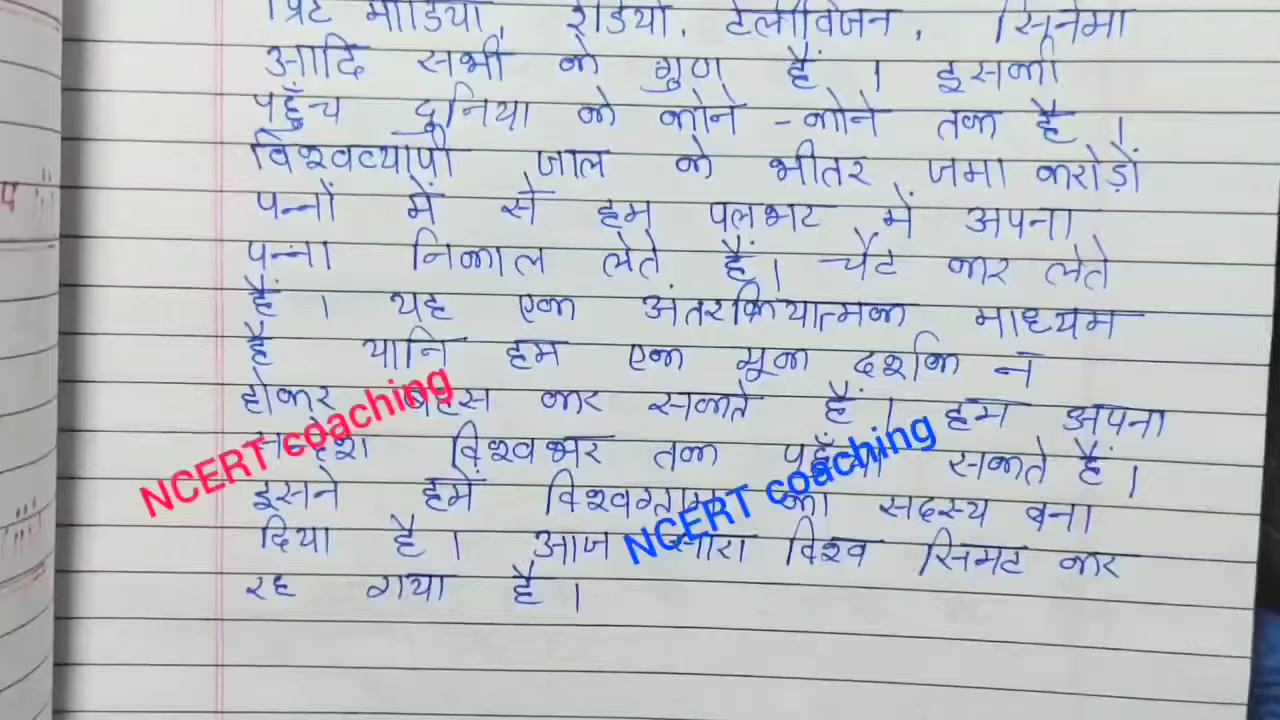 प्रिंट मीडिया, रेडियो, टेलीविजन, सिनेमा
आदि सभी के गुण हैं । इसकी
पहुँच दुनिया के कोने - कोने तक है ।
विश्वव्यापी जाल के भीतर जमा करोड़ों
पन्नों में से हम पलभर में अपना
पन्ना निकाल लेते हैं । चैट कर लेते
हैं । यह एक अंतरक्रियात्मक माध्यम
है यानि हम एक मूक दर्शक न
होकर बहस कर सकते हैं । हम अपना
विश्वभर तक पहुँचा सकते हैं ।
इसने हमें विश्वग्राम का सदस्य बना
दिया है । आज सारा विश्व सिमट कर
रह गया है ।
NCERT coaching
NCERT coaching